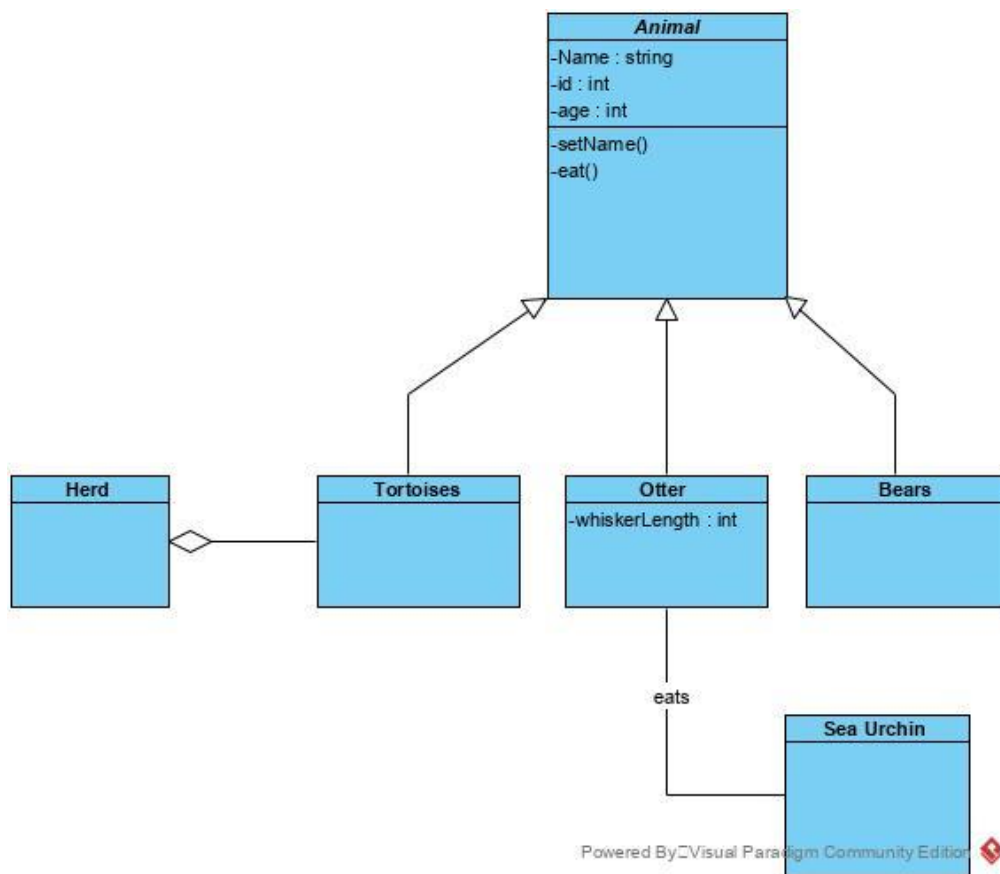 Animal
-Name : string
-id : int
-age : int
-setName()
-eat()
Herd
Tortoises
Otter
-whiskerLength : int
Bears
eats
Sea Urchin
Powered By Visual Paradigm Community Edition